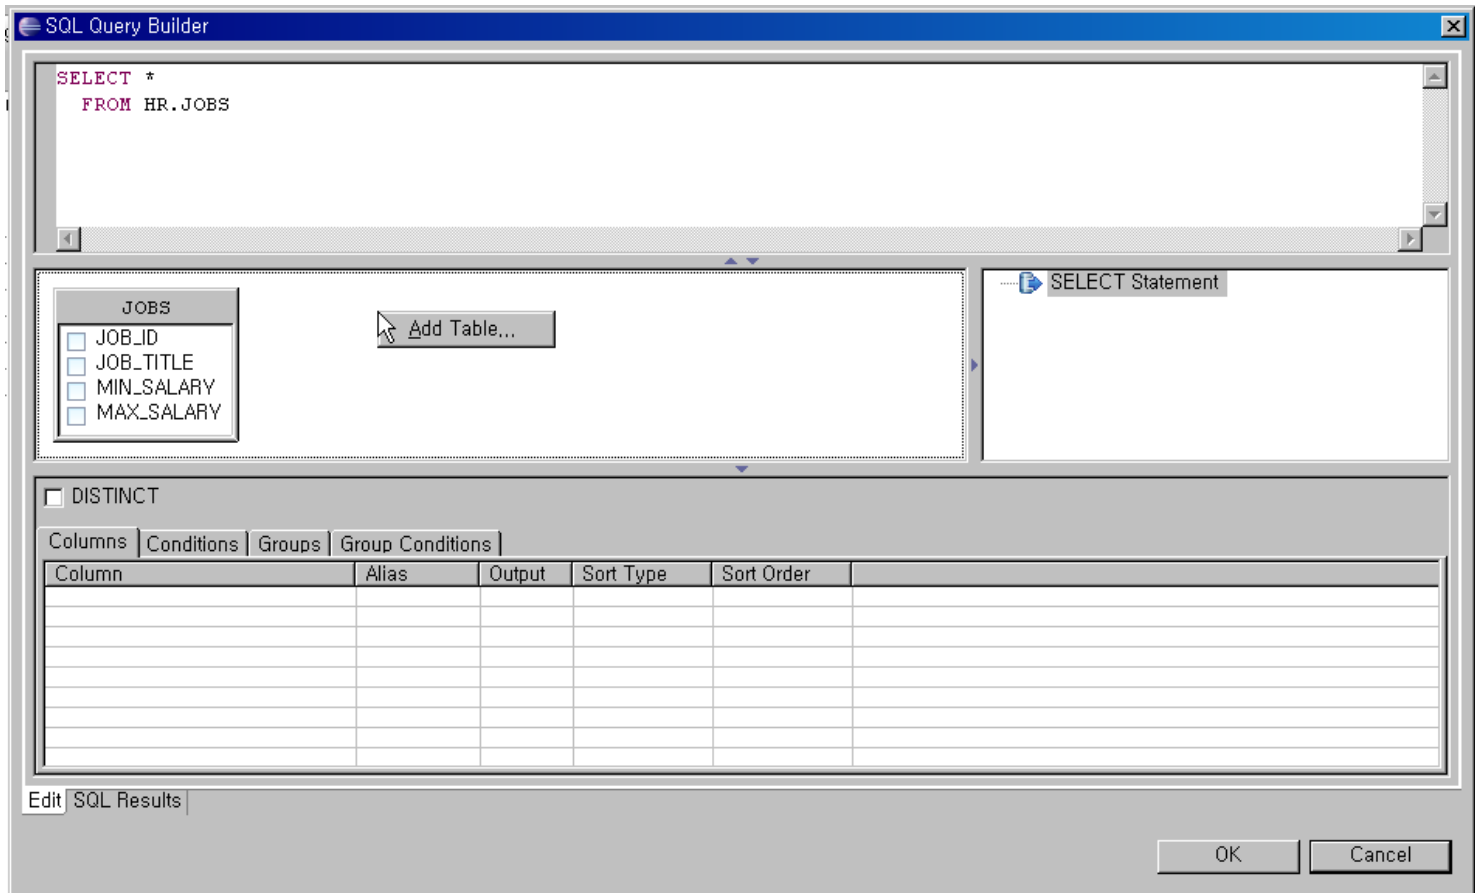 SQL Query Builder
SELECT *
FROM HR.JOBS
JOBS
JOB_ID
JOB_TITLE
MIN_SALARY
MAX_SALARY
Add Table...
SELECT Statement
DISTINCT
Columns Conditions Groups Group Conditions
Column Alias Output Sort Type Sort Order
Edit SQL Results
OK Cancel